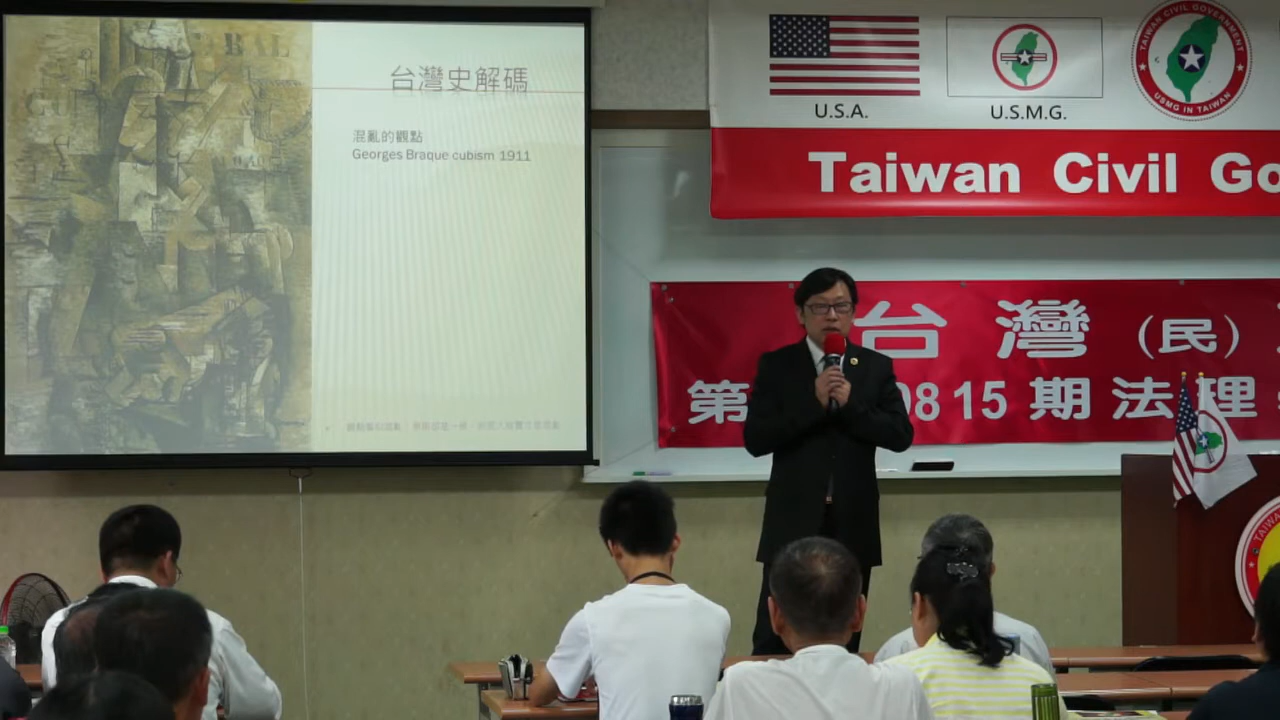 台灣史解碼
混亂的觀點
Georges Braque cubism 1911
BAL
U.S.A.
U.S.M.G.
TAIWAN CIVIL GOVERNMENT
USMG IN TAIWAN
Taiwan Civil Go
台灣（民）
第 08 15 期法理